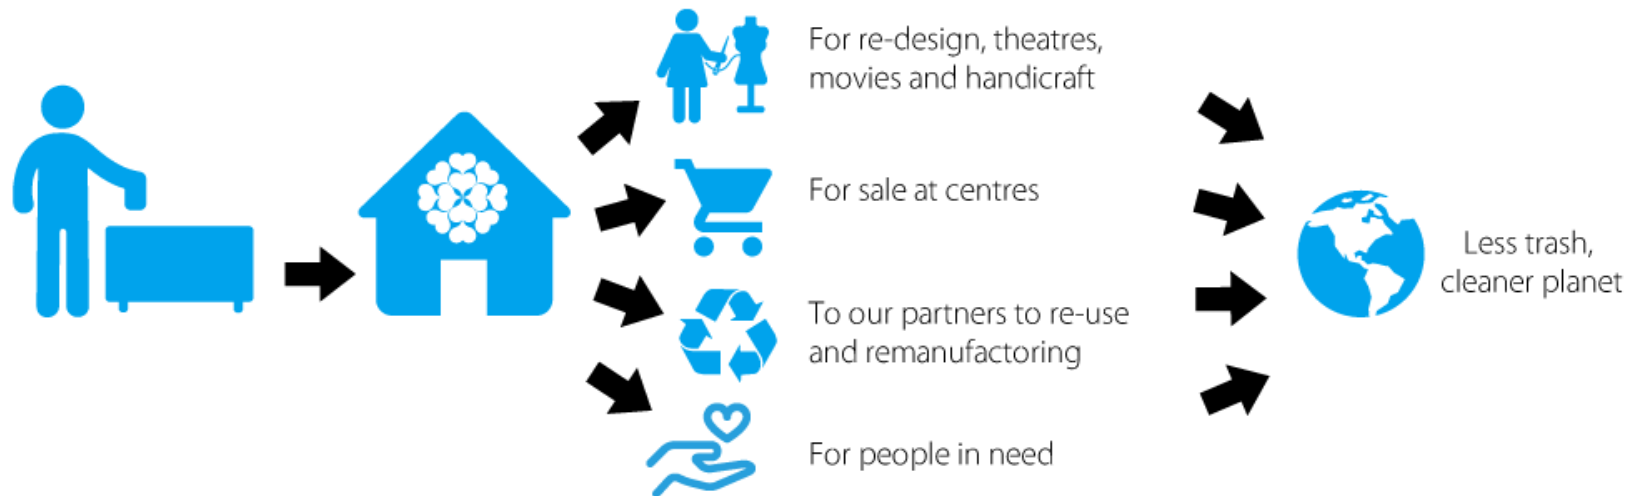 For re-design, theatres,
movies and handicraft
For sale at centres
To our partners to re-use
and remanufactoring
For people in need
Less trash,
cleaner planet